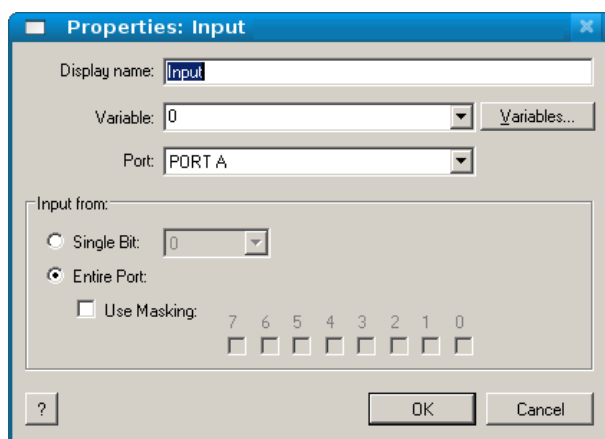 Properties: Input
Display name: Input
Variable: 0 Variables...
Port: PORT A
Input from:
Single Bit: 0
Entire Port:
Use Masking:
7 6 5 4 3 2 1 0
? OK Cancel